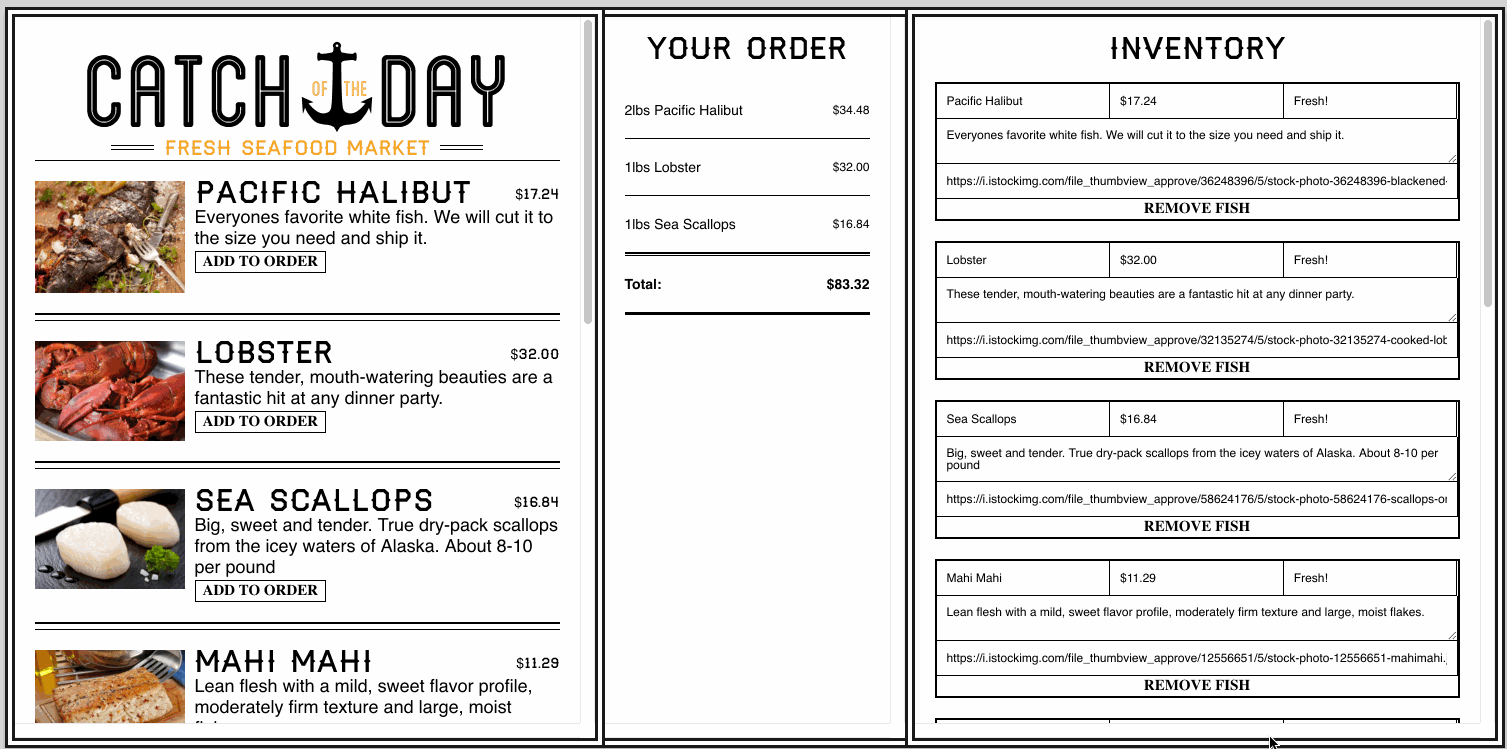 CATCH OF THE DAY
FRESH SEAFOOD MARKET
PACIFIC HALIBUT $17.24
Everyones favorite white fish. We will cut it to
the size you need and ship it.
ADD TO ORDER
LOBSTER $32.00
These tender, mouth-watering beauties are a
fantastic hit at any dinner party.
ADD TO ORDER
SEA SCALLOPS $16.84
Big, sweet and tender. True dry-pack scallops
from the icey waters of Alaska. About 8-10
per pound
ADD TO ORDER
MAHI MAHI $11.29
Lean flesh with a mild, sweet flavor profile,
moderately firm texture and large, moist
YOUR ORDER
2lbs Pacific Halibut $34.48
1lbs Lobster $32.00
1lbs Sea Scallops $16.84
Total: $83.32
INVENTORY
Pacific Halibut $17.24 Fresh!
Everyones favorite white fish. We will cut it to the size you need and ship it.
https://i.istockimg.com/file_thumbview_approve/36248396/5/stock-photo-36248396-blackened-
REMOVE FISH
Lobster $32.00 Fresh!
These tender, mouth-watering beauties are a fantastic hit at any dinner party.
https://i.istockimg.com/file_thumbview_approve/32135274/5/stock-photo-32135274-cooked-lob
REMOVE FISH
Sea Scallops $16.84 Fresh!
Big, sweet and tender. True dry-pack scallops from the icey waters of Alaska. About 8-10 per
pound
https://i.istockimg.com/file_thumbview_approve/58624176/5/stock-photo-58624176-scallops-or
REMOVE FISH
Mahi Mahi $11.29 Fresh!
Lean flesh with a mild, sweet flavor profile, moderately firm texture and large, moist flakes.
https://i.istockimg.com/file_thumbview_approve/12556651/5/stock-photo-12556651-mahimahi.
REMOVE FISH